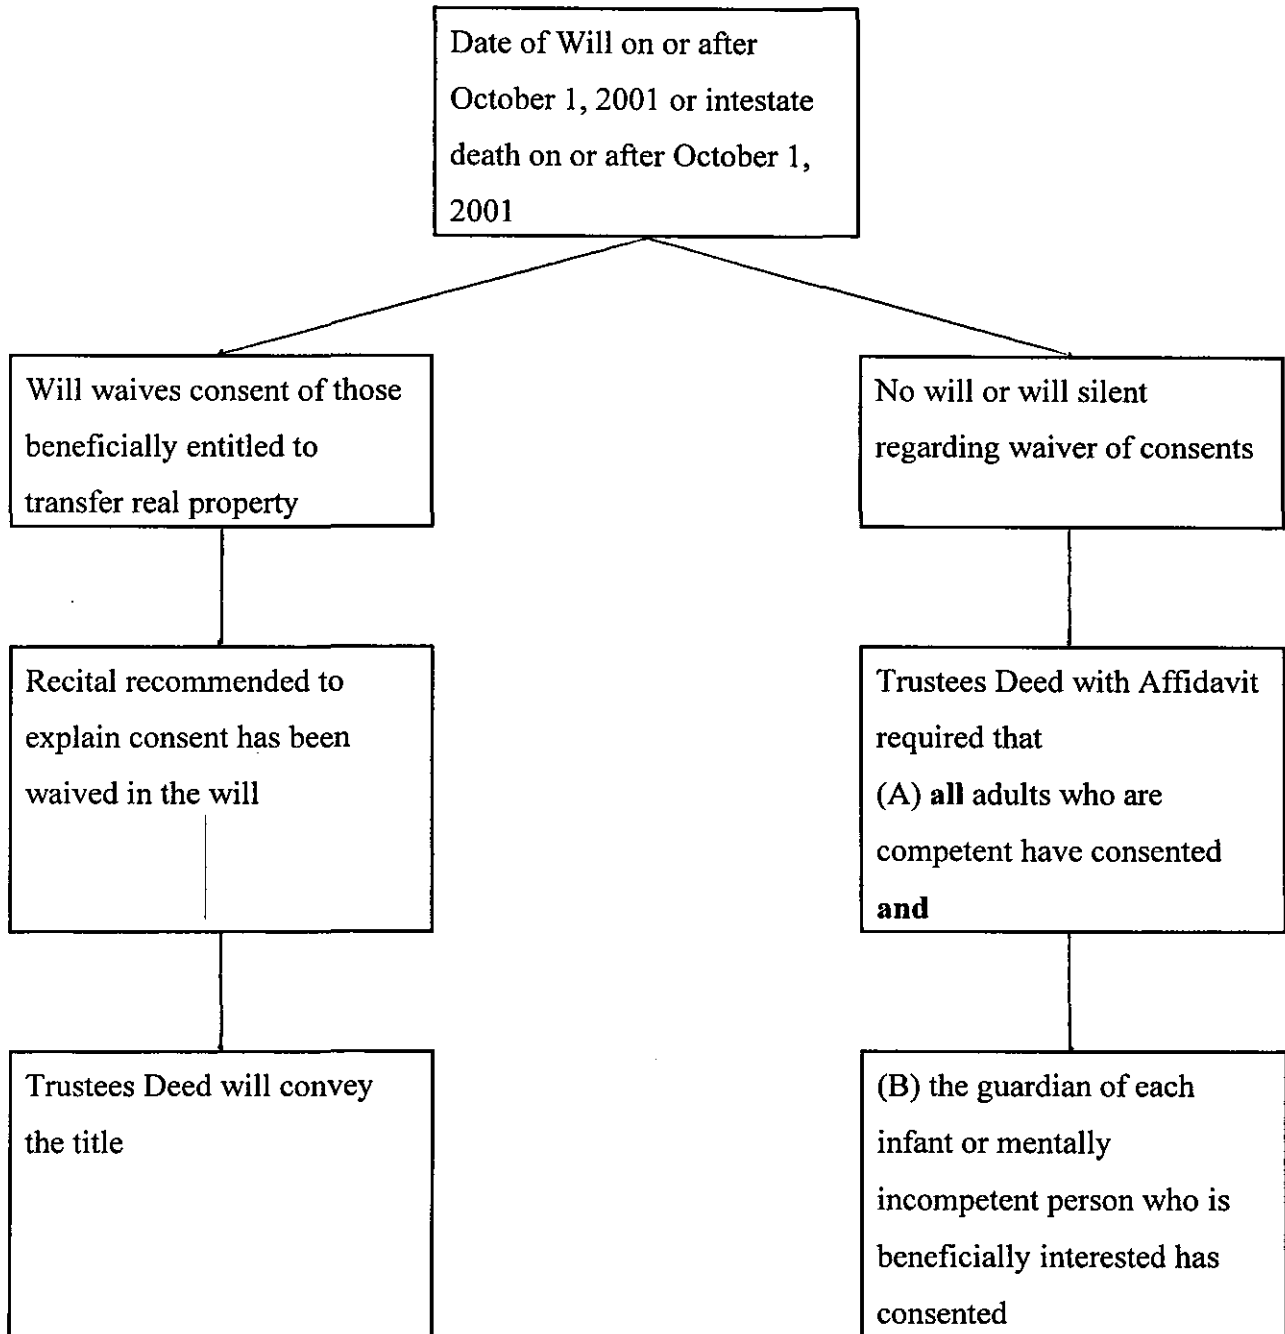 Date of Will on or after
October 1, 2001 or intestate
death on or after October 1,
2001
Will waives consent of those
beneficially entitled to
transfer real property
No will or will silent
regarding waiver of consents
Recital recommended to
explain consent has been
waived in the will
Trustees Deed with Affidavit
required that
(A) all adults who are
competent have consented
and
Trustees Deed will convey
the title
(B) the guardian of each
infant or mentally
incompetent person who is
beneficially interested has
consented